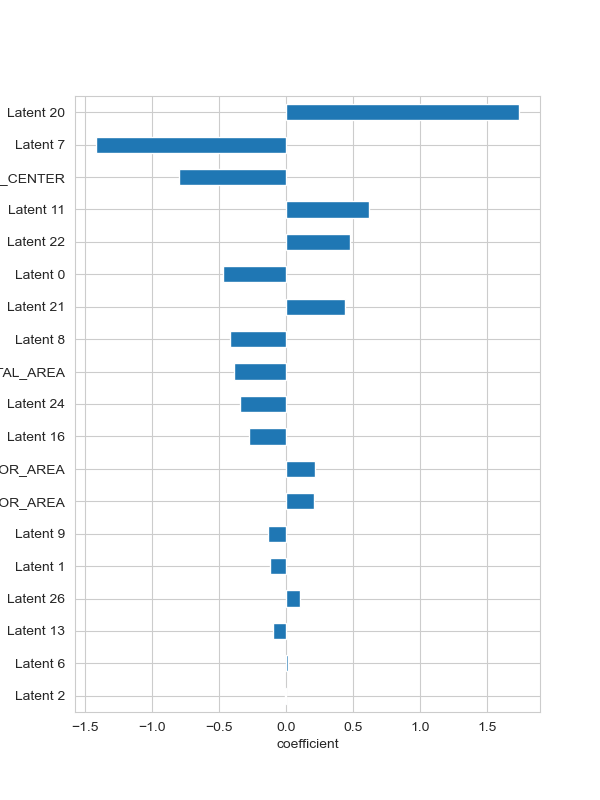 Latent 20
Latent 7
_CENTER
Latent 11
Latent 22
Latent 0
Latent 21
Latent 8
TAL_AREA
Latent 24
Latent 16
OR_AREA
OR_AREA
Latent 9
Latent 1
Latent 26
Latent 13
Latent 6
Latent 2
−1.5 −1.0 −0.5 0.0 0.5 1.0 1.5
coefficient